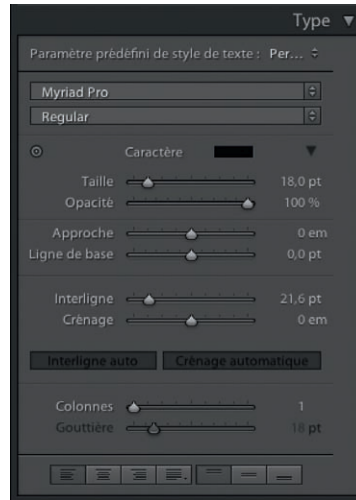 Type
Paramètre prédéfini de style de texte : Per...
Myriad Pro
Regular
Caractère
Taille 18,0 pt
Opacité 100 %
Approche 0 em
Ligne de base 0,0 pt
Interligne 21,6 pt
Crènage 0 em
Interligne auto Crènage automatique
Colonnes 1
Gouttière 18 pt